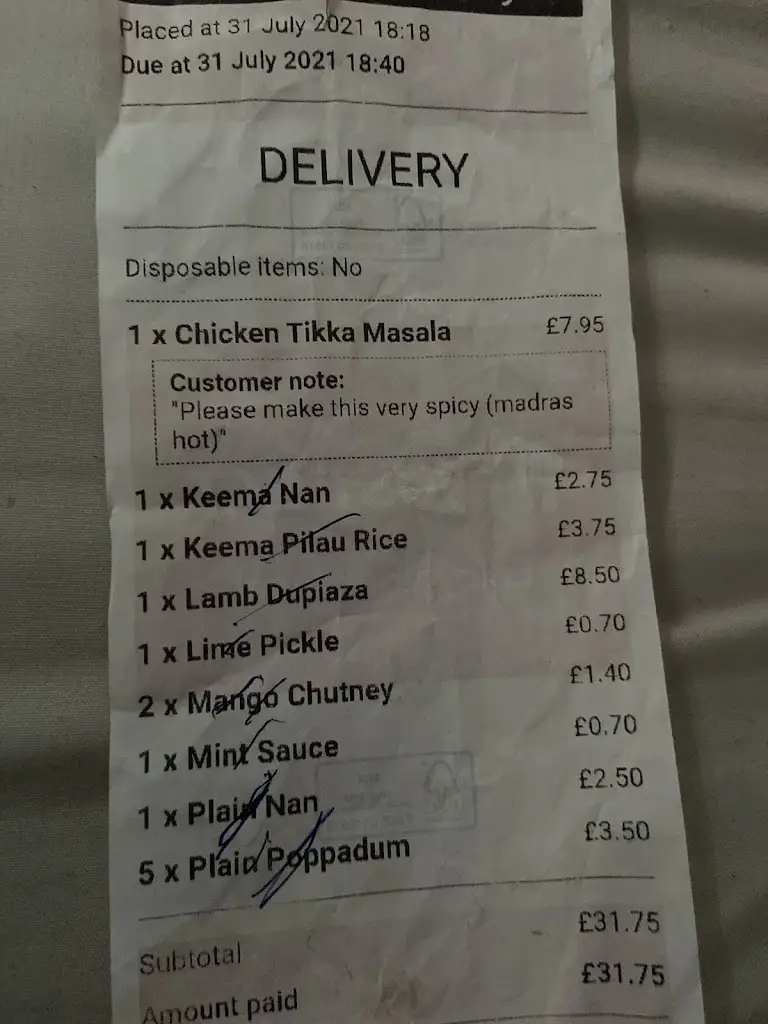 Placed at 31 July 2021 18:18
Due at 31 July 2021 18:40
DELIVERY
Disposable items: No
1 x Chicken Tikka Masala £7.95
Customer note:
"Please make this very spicy (madras
hot)"
1 x Keema Nan £2.75
1 x Keema Pilau Rice £3.75
1 x Lamb Dupiaza £8.50
1 x Lime Pickle £0.70
2 x Mango Chutney £1.40
1 x Mint Sauce £0.70
1 x Plain Nan £2.50
5 x Plain Poppadum £3.50
Subtotal £31.75
Amount paid £31.75